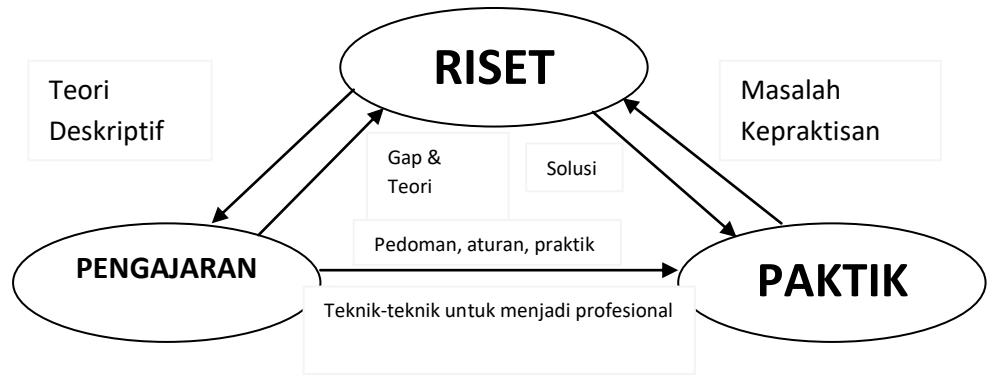 RISET
Teori
Deskriptif
Masalah
Kepraktisan
Gap &
Teori
Solusi
Pedoman, aturan, praktik
PENGAJARAN
PAKTIK
Teknik-teknik untuk menjadi profesional